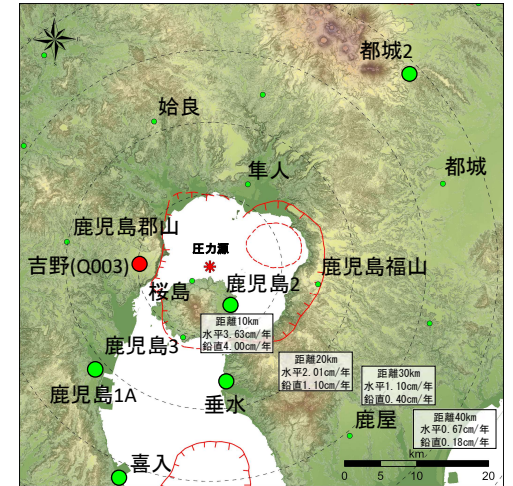 都城2
姶良
隼人
都城
鹿児島郡山
圧力源
吉野(Q003)
鹿児島福山
桜島
鹿児島2
距離10km
水平3.63cm/年
鉛直4.00cm/年
鹿児島3
距離20km
水平2.01cm/年
鉛直1.10cm/年
距離30km
水平1.10cm/年
鉛直0.40cm/年
鹿児島1A
垂水
鹿屋
距離40km
水平0.67cm/年
鉛直0.18cm/年
喜入
km
0 5 10 20